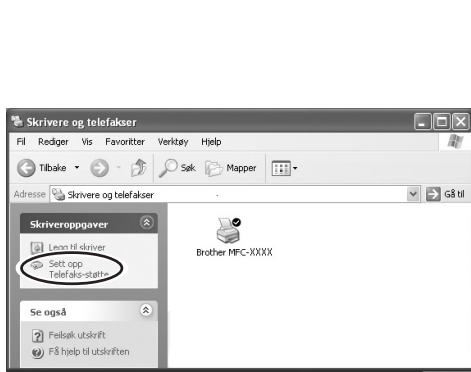 Skrivere og telefakser
Fil Rediger Vis Favoritter Verktøy Hjelp
Tilbake Søk Mapper
Adresse Skrivere og telefakser Gå til
Skriveroppgaver
Legg til skriver
Sett opp
Telefaks-støtte
Brother MFC-XXXX
Se også
Feilsøk utskrift
Få hjelp til utskriften